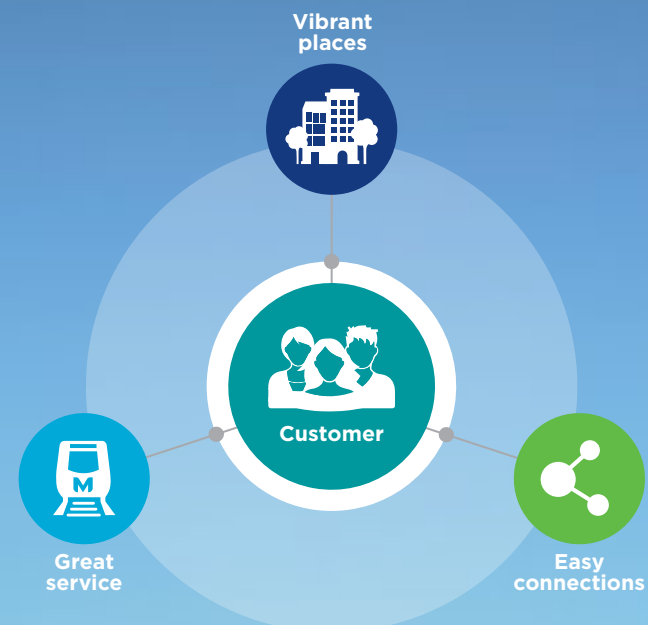 Vibrant
places
Customer
M
Great
service
Easy
connections